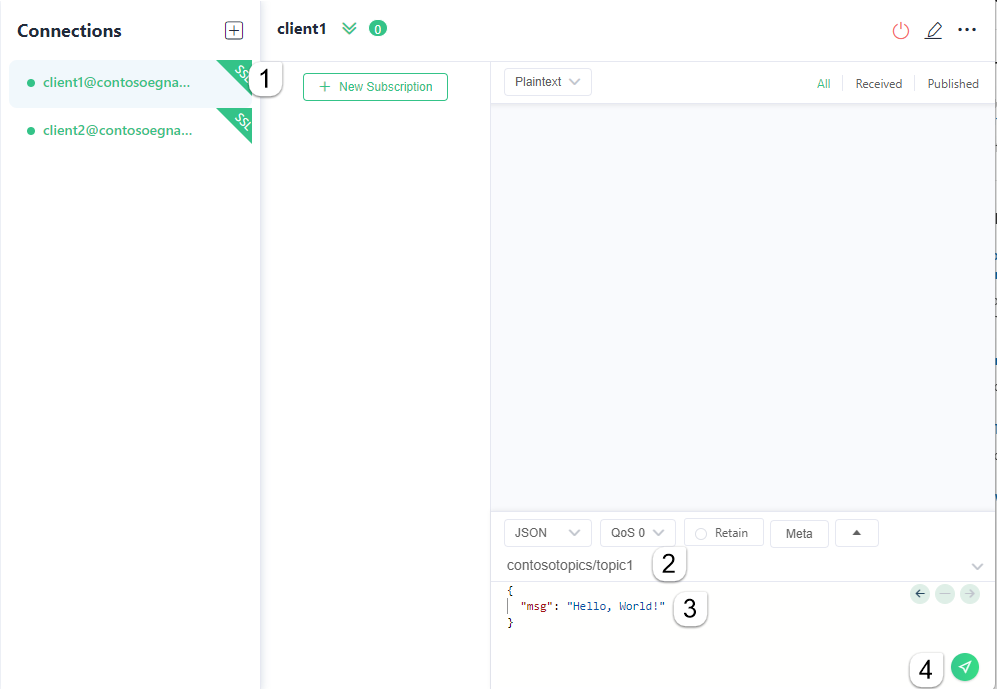 Connections
client1 0
client1@contosoegna... SSL 1
client2@contosoegna... SSL
+ New Subscription
Plaintext All Received Published
JSON QoS 0 Retain Meta
contosotopics/topic1 2
{
"msg": "Hello, World!" 3
}
4